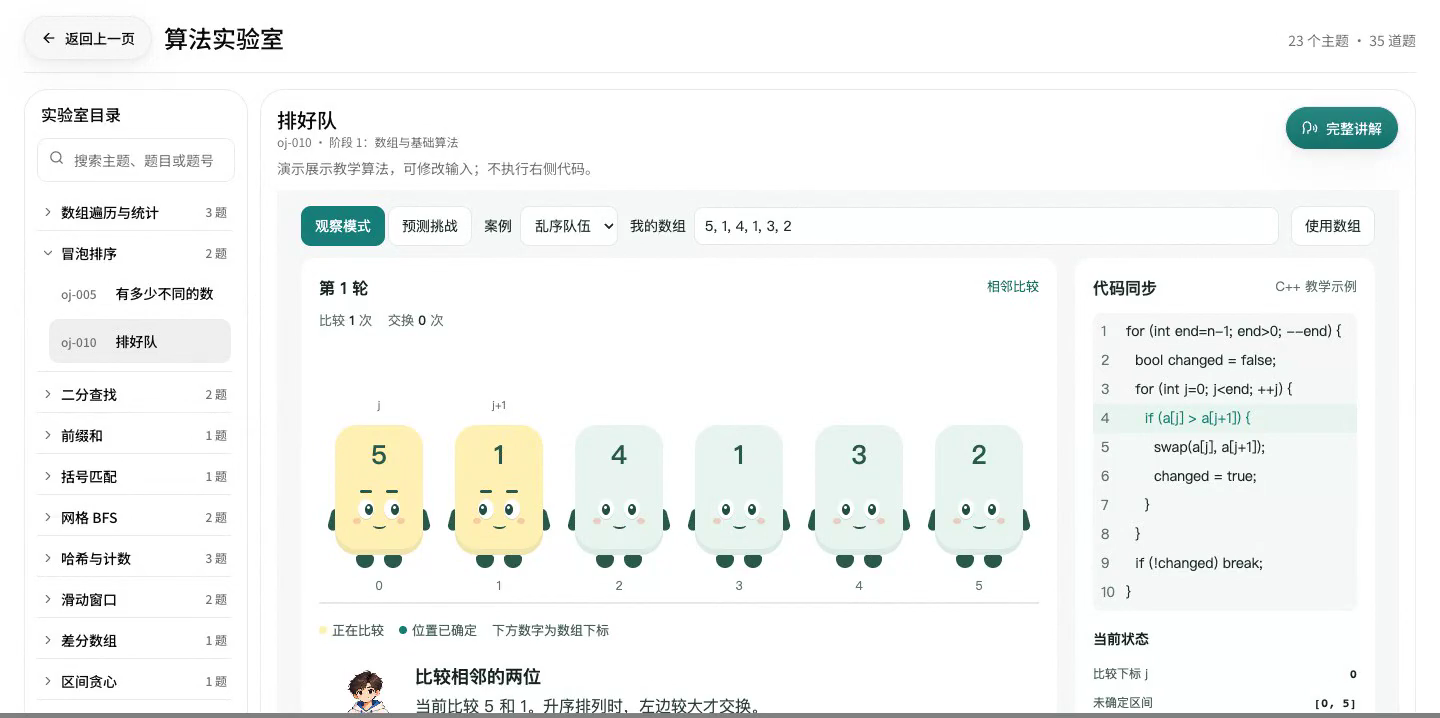 返回上一页
算法实验室
23 个主题 · 35 道题
实验室目录
搜索主题、题目或题号
数组遍历与统计 3 题
冒泡排序 2 题
oj-005 有多少不同的数
oj-010 排好队
二分查找 2 题
前缀和 1 题
括号匹配 1 题
网格 BFS 2 题
哈希与计数 3 题
滑动窗口 2 题
差分数组 1 题
区间贪心 1 题
排好队
oj-010 · 阶段 1：数组与基础算法
演示展示教学算法，可修改输入；不执行右侧代码。
完整讲解
观察模式 预测挑战 案例 乱序队伍 我的数组 5, 1, 4, 1, 3, 2 使用数组
第 1 轮 相邻比较
比较 1 次 交换 0 次
j j+1
5 1 4 1 3 2
0 1 2 3 4 5
正在比较 位置已确定 下方数字为数组下标
比较相邻的两位
当前比较 5 和 1。升序排列时，左边较大才交换。
代码同步 C++ 教学示例
1 for (int end=n-1; end>0; --end) {
2 bool changed = false;
3 for (int j=0; j<end; ++j) {
4 if (a[j] > a[j+1]) {
5 swap(a[j], a[j+1]);
6 changed = true;
7 }
8 }
9 if (!changed) break;
10 }
当前状态
比较下标 j 0
未确定区间 [0, 5]